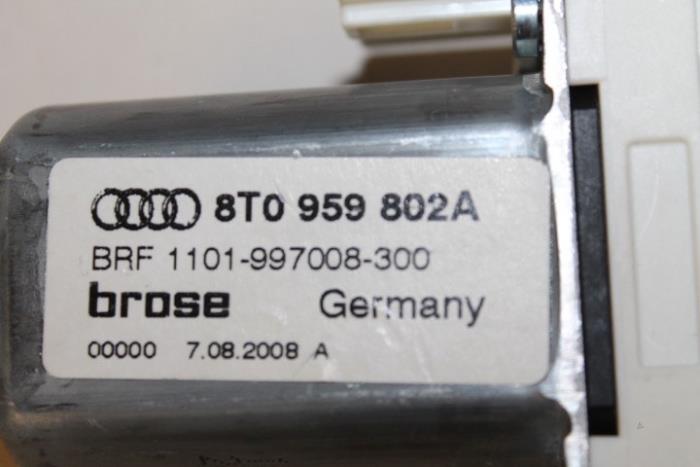 8T0 959 802A
BRF 1101-997008-300
brose Germany
00000 7.08.2008 A